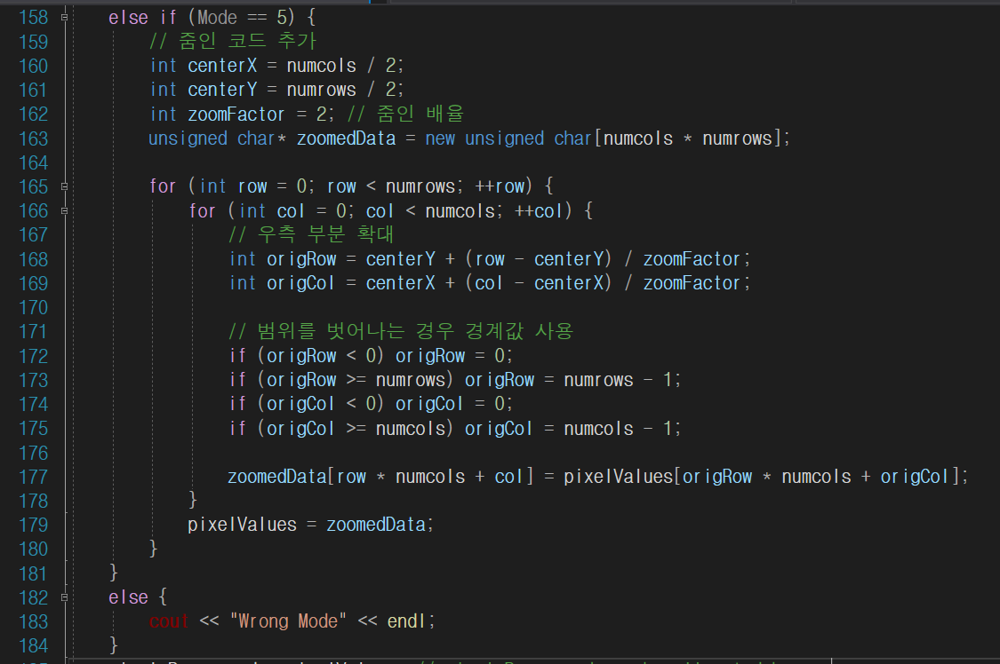 158 else if (Mode == 5) {
159 // 줌인 코드 추가
160 int centerX = numcols / 2;
161 int centerY = numrows / 2;
162 int zoomFactor = 2; // 줌인 배율
163 unsigned char* zoomedData = new unsigned char[numcols * numrows];
164
165 for (int row = 0; row < numrows; ++row) {
166 for (int col = 0; col < numcols; ++col) {
167 // 우측 부분 확대
168 int origRow = centerY + (row - centerY) / zoomFactor;
169 int origCol = centerX + (col - centerX) / zoomFactor;
170
171 // 범위를 벗어나는 경우 경계값 사용
172 if (origRow < 0) origRow = 0;
173 if (origRow >= numrows) origRow = numrows - 1;
174 if (origCol < 0) origCol = 0;
175 if (origCol >= numcols) origCol = numcols - 1;
176
177 zoomedData[row * numcols + col] = pixelValues[origRow * numcols + origCol];
178 }
179 pixelValues = zoomedData;
180 }
181 }
182 else {
183 cout << "Wrong Mode" << endl;
184 }